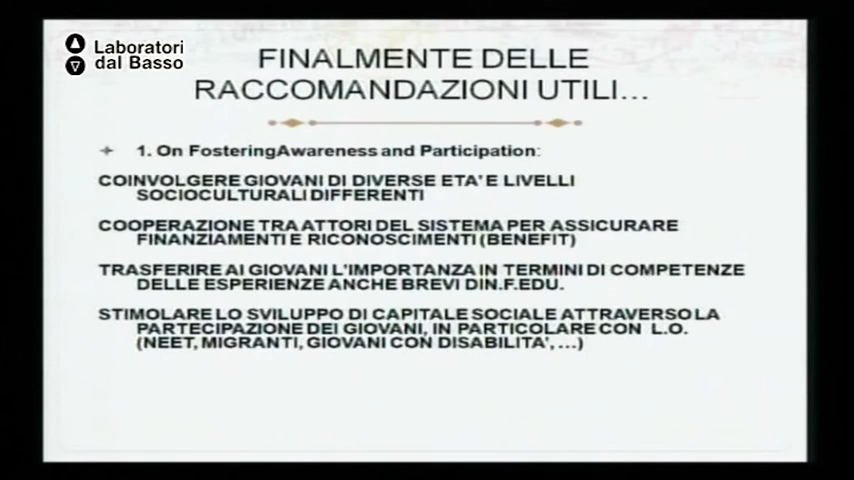 Laboratori
dal Basso
FINALMENTE DELLE
RACCOMANDAZIONI UTILI...
1. On FosteringAwareness and Participation:
COINVOLGERE GIOVANI DI DIVERSE ETA' E LIVELLI
SOCIOCULTURALI DIFFERENTI
COOPERAZIONE TRA ATTORI DEL SISTEMA PER ASSICURARE
FINANZIAMENTI E RICONOSCIMENTI (BENEFIT)
TRASFERIRE AI GIOVANI L'IMPORTANZA IN TERMINI DI COMPETENZE
DELLE ESPERIENZE ANCHE BREVI DI N.F.EDU.
STIMOLARE LO SVILUPPO DI CAPITALE SOCIALE ATTRAVERSO LA
PARTECIPAZIONE DEI GIOVANI, IN PARTICOLARE CON L.O.
(NEET, MIGRANTI, GIOVANI CON DISABILITA', ...)